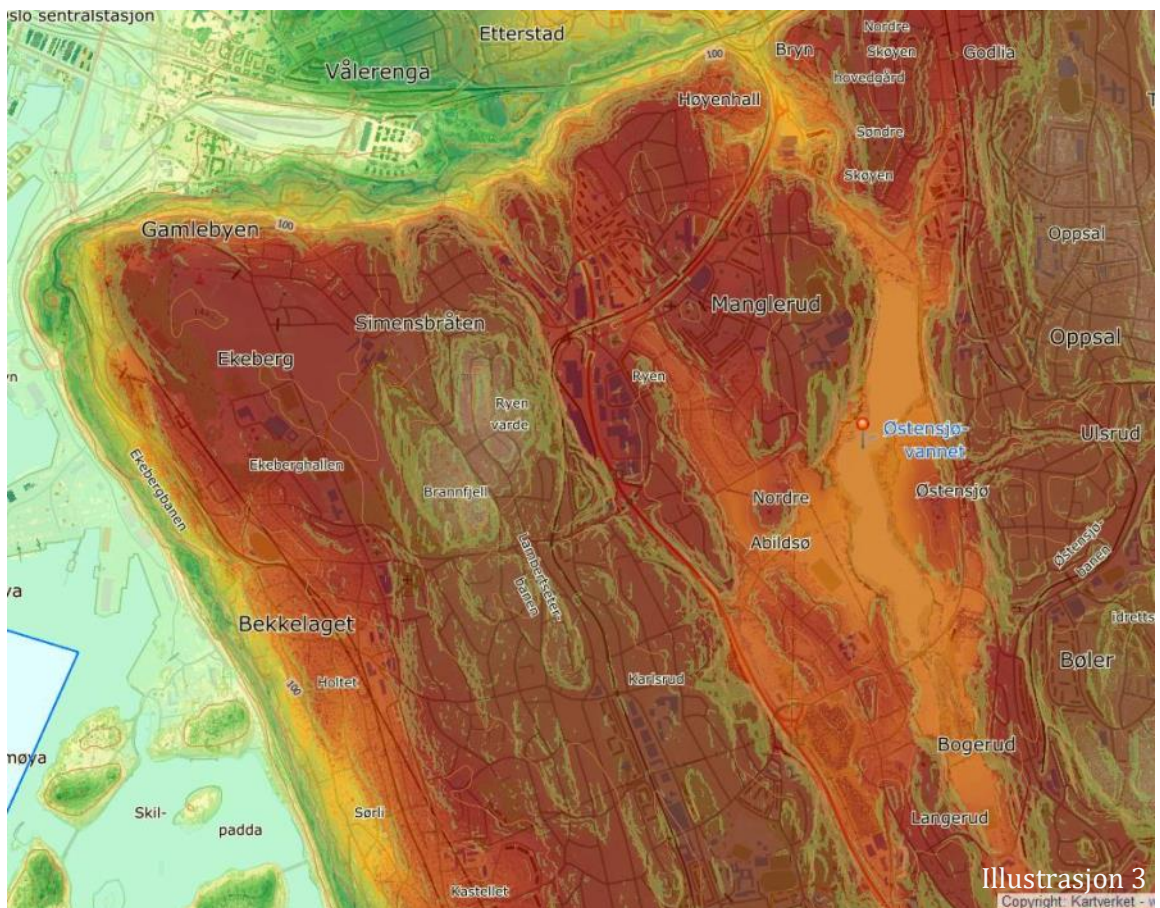 slo sentralstasjon
Etterstad
Vålerenga
100
Bryn
Nordre
Skøyen
hovedgård
Godlia
Høyenhall
Søndre
Skøyen
Gamlebyen
100
Oppsal
Manglerud
Simensbråten
Ekeberg
Oppsal
Ryen
Ryen
varde
Østensjø-
vannet
Ulsrud
Ekeberghallen
Brannfjell
Ekebergbanen
Nordre
Abildsø
Østensjø
Lambertseter-
banen
Østensjø-
banen
va
Bekkelaget
idretts
Bøler
100
Holtet
Karlsrud
møya
Bogerud
Skil-
padda
Sørli
Langerud
Kastellet
Illustrasjon 3
Copyright: Kartverket - w